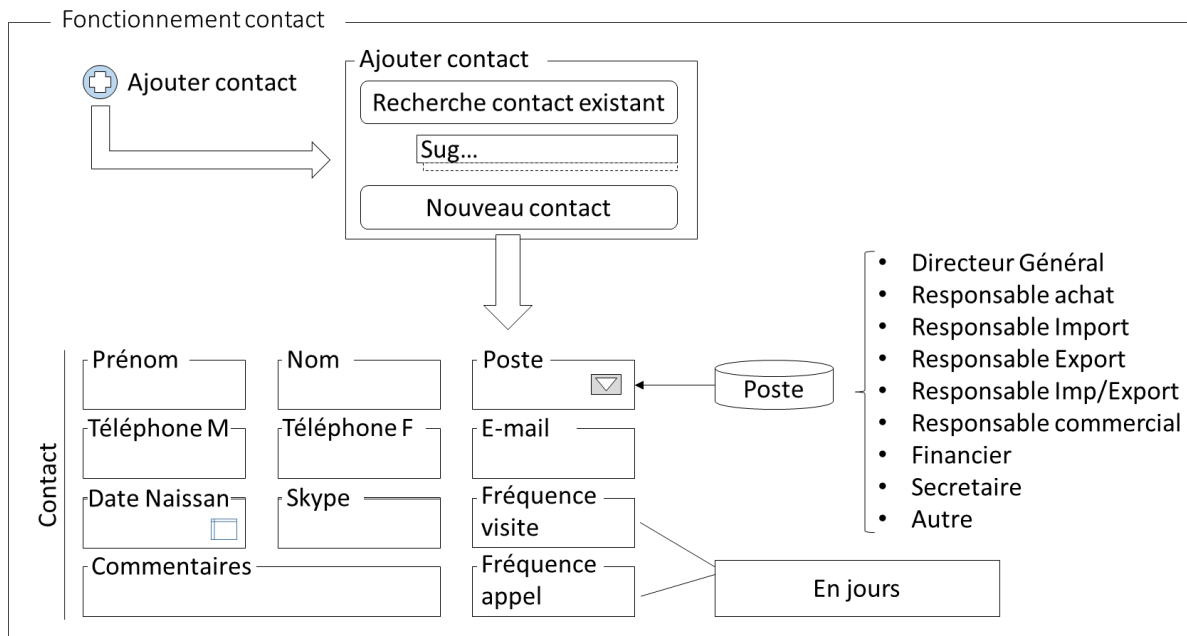 Fonctionnement contact
Ajouter contact
Ajouter contact
Recherche contact existant
Sug...
Nouveau contact
Prénom
Nom
Poste
Téléphone M
Téléphone F
E-mail
Date Naissan
Skype
Fréquence
visite
Commentaires
Fréquence
appel
Contact
Poste
• Directeur Général
• Responsable achat
• Responsable Import
• Responsable Export
• Responsable Imp/Export
• Responsable commercial
• Financier
• Secretaire
• Autre
En jours